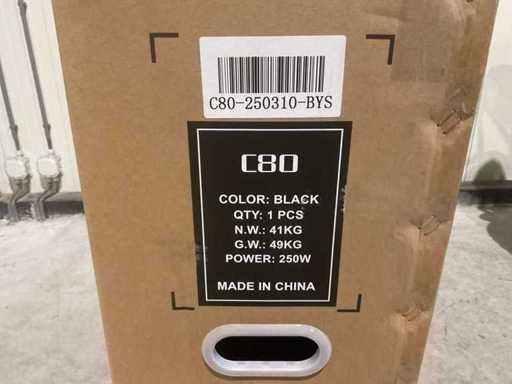 C80-250310-BYS
C80
COLOR: BLACK
QTY: 1 PCS
N.W.: 41KG
G.W.: 49KG
POWER: 250W
MADE IN CHINA